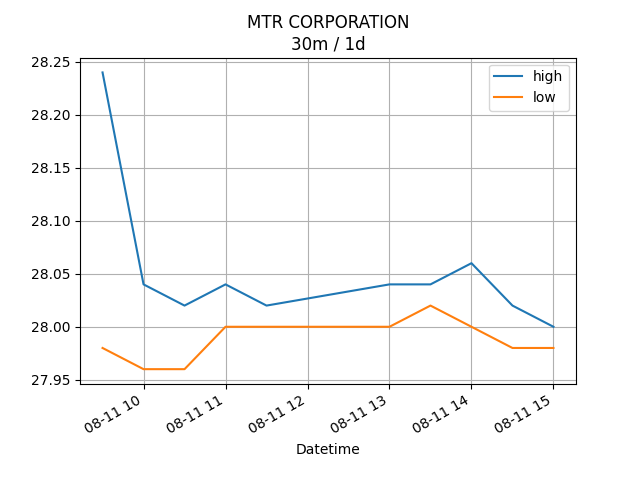 MTR CORPORATION
30m / 1d
28.25
28.20
28.15
28.10
28.05
28.00
27.95
high
low
08-11 10
08-11 11
08-11 12
08-11 13
08-11 14
08-11 15
Datetime